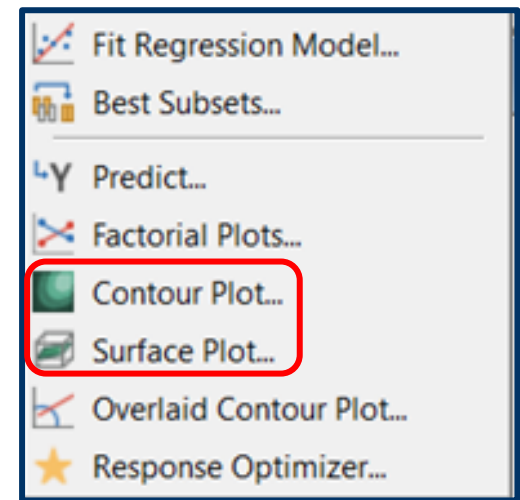 Fit Regression Model...
Best Subsets...
Predict...
Factorial Plots...
Contour Plot...
Surface Plot...
Overlaid Contour Plot...
Response Optimizer...